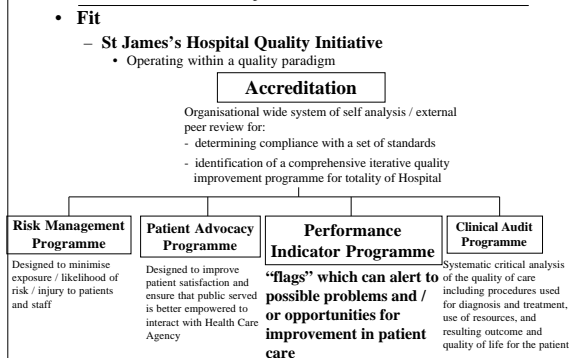 • Fit
– St James's Hospital Quality Initiative
• Operating within a quality paradigm
Accreditation
Organisational wide system of self analysis / external
peer review for:
- determining compliance with a set of standards
- identification of a comprehensive iterative quality
improvement programme for totality of Hospital
Risk Management
Programme
Designed to minimise
exposure / likelihood of
risk / injury to patients
and staff
Patient Advocacy
Programme
Designed to improve
patient satisfaction and
ensure that public served
is better empowered to
interact with Health Care
Agency
Performance
Indicator Programme
“flags” which can alert to
possible problems and /
or opportunities for
improvement in patient
care
Clinical Audit
Programme
Systematic critical analysis
of the quality of care
including procedures used
for diagnosis and treatment,
use of resources, and
resulting outcome and
quality of life for the patient